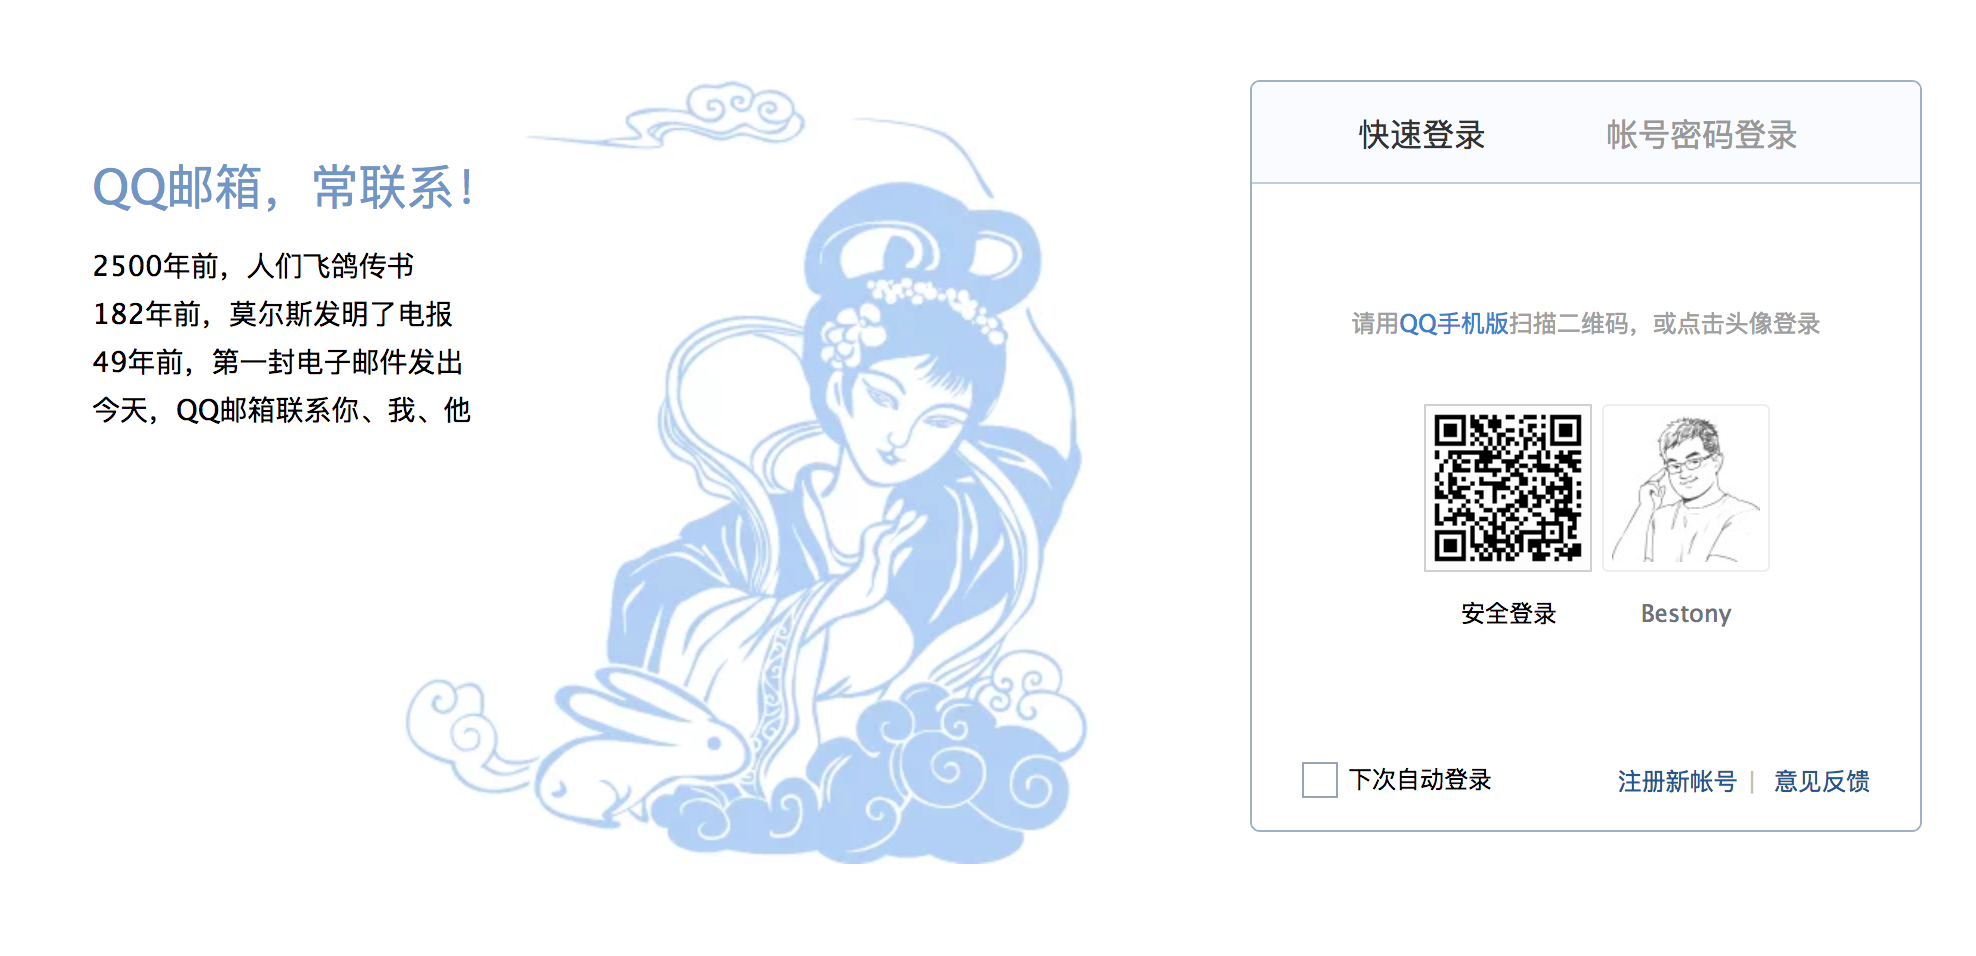 QQ邮箱，常联系！
2500年前，人们飞鸽传书
182年前，莫尔斯发明了电报
49年前，第一封电子邮件发出
今天，QQ邮箱联系你、我、他
快速登录
帐号密码登录
请用QQ手机版扫描二维码，或点击头像登录
安全登录
Bestony
下次自动登录
注册新帐号 | 意见反馈